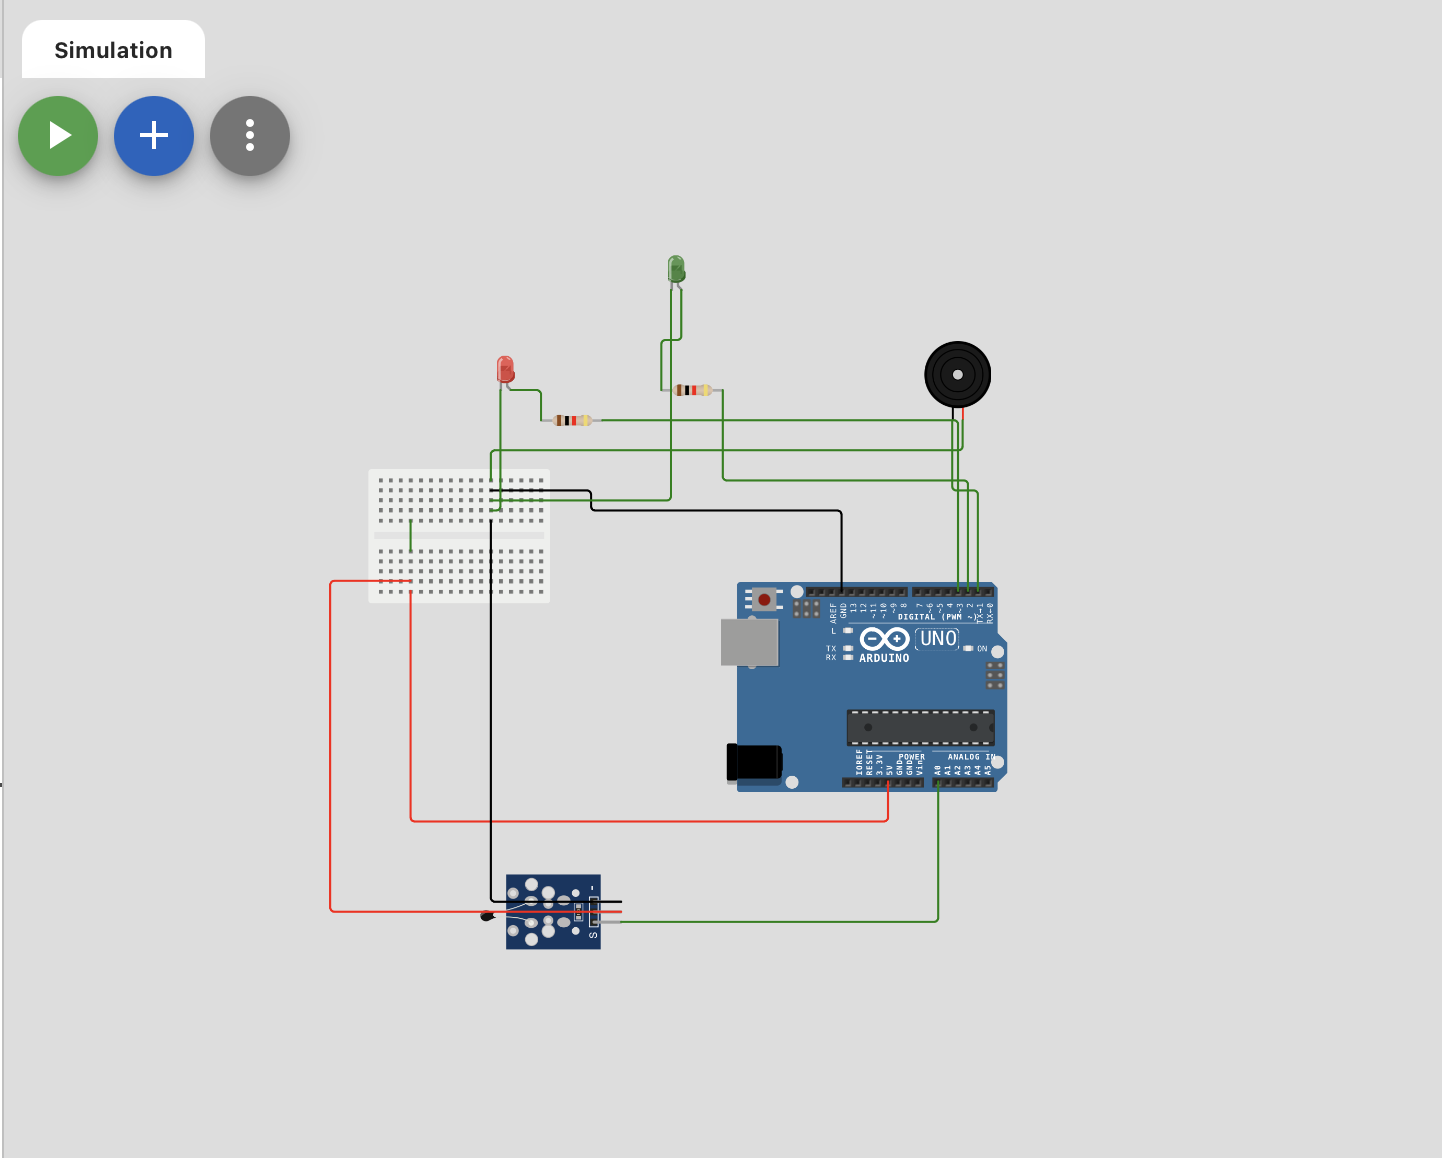 Simulation
AREF
GND
13
12
~11
~10
~9
8
7
~6
~5
4
~3
2
TX→1
RX←0
DIGITAL (PWM ~)
L
TX
RX
UNO
ON
ARDUINO
IOREF
RESET
3.3V
5V
GND
GND
Vin
POWER
ANALOG IN
A0
A1
A2
A3
A4
A5
-
S